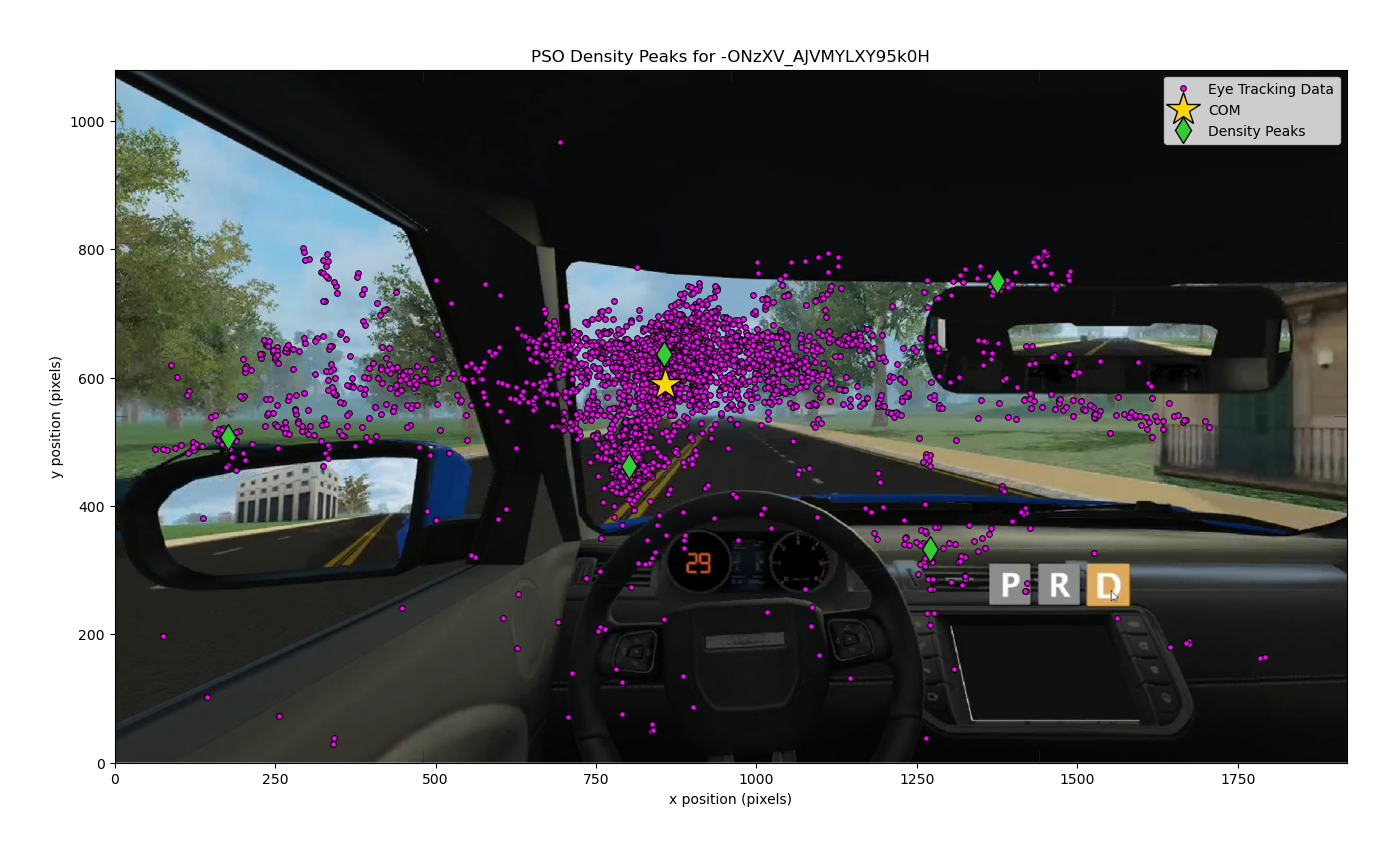 PSO Density Peaks for -ONzXV_AJVMYLXY95k0H
Eye Tracking Data
COM
Density Peaks
y position (pixels)
1000
800
600
400
200
0
29
P R D
0 250 500 750 1000 1250 1500 1750
x position (pixels)